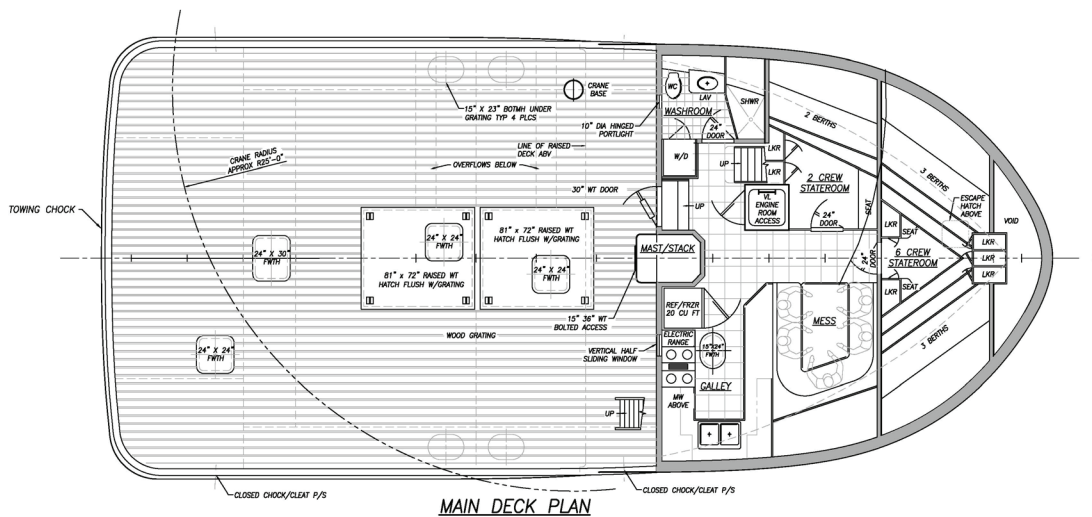 CRANE
BASE
15" X 23" BOTMH UNDER
GRATING TYP 4 PLCS
10" DIA HINGED
PORTLIGHT
LINE OF RAISED
DECK ABV
CRANE RADIUS
APPROX R25'-0"
OVERFLOWS BELOW
30" WT DOOR
TOWING CHOCK
24" X 30"
FWTH
24" X 24"
FWTH
81" x 72" RAISED WT
HATCH FLUSH W/GRATING
81" x 72" RAISED WT
HATCH FLUSH W/GRATING
24" X 24"
FWTH
15" 36" WT
BOLTED ACCESS
WOOD GRATING
24" X 24"
FWTH
VERTICAL HALF
SLIDING WINDOW
UP
CLOSED CHOCK/CLEAT P/S
CLOSED CHOCK/CLEAT P/S
WC
LAV
WASHROOM
SHWR
24"
DOOR
W/D
UP
LKR
LKR
2 BERTHS
2 CREW
STATEROOM
VL
ENGINE
ROOM
ACCESS
UP
24"
DOOR
SEAT
3 BERTHS
ESCAPE
HATCH
ABOVE
VOID
LKR
SEAT
MAST/STACK
24"
DOOR
6 CREW
STATEROOM
LKR
LKR
LKR
LKR
SEAT
REF/FRZR
20 CU FT
ELECTRIC
RANGE
15"X24"
FWTH
MESS
3 BERTHS
GALLEY
MW
ABOVE
MAIN DECK PLAN